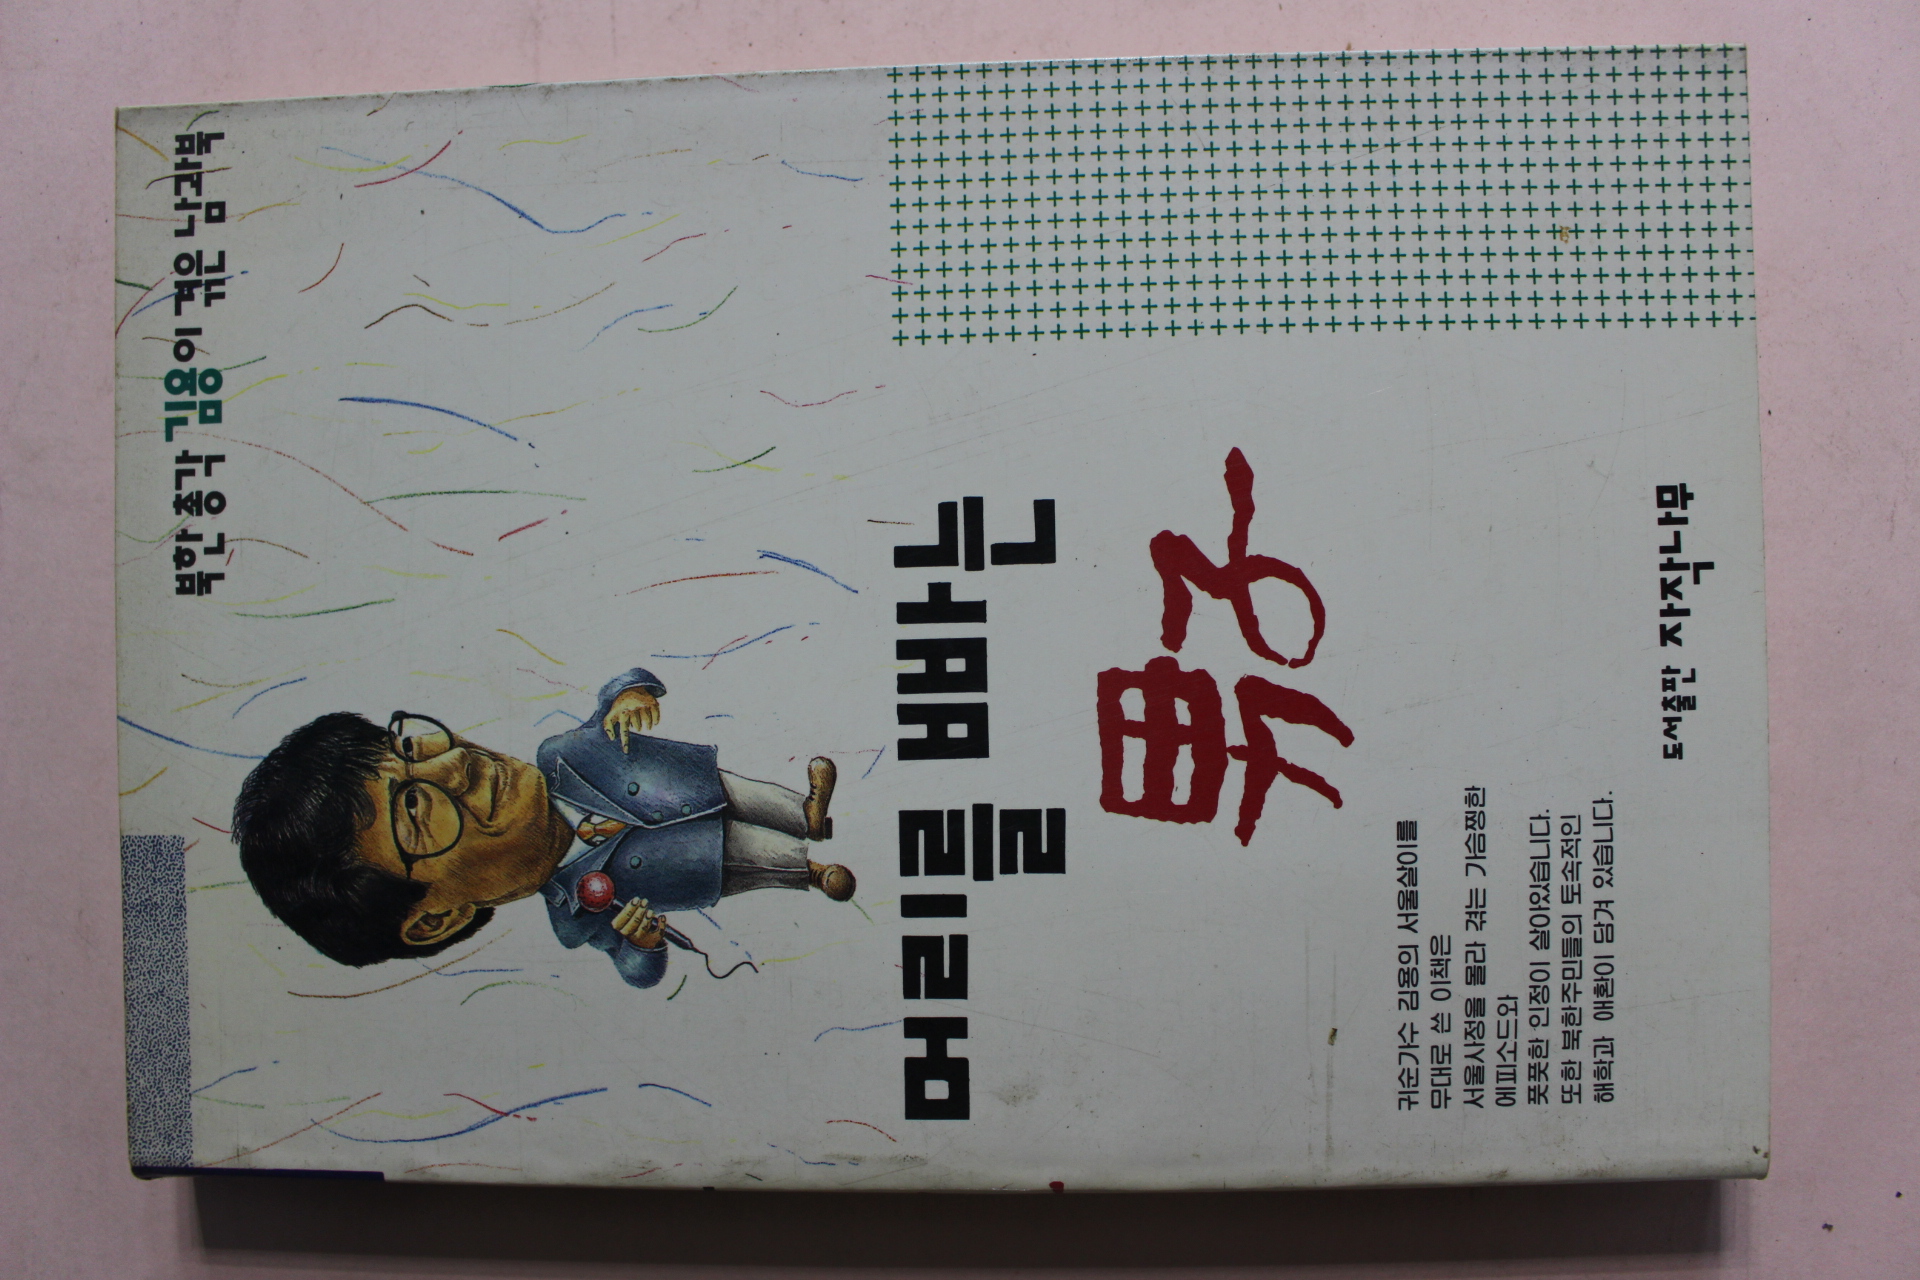 북한 총각 김용이 겪은 남과북
머리를 빠는
男子
귀순가수 김용의 서울살이를
무대로 쓴 이책은
서울사정을 몰라 겪는 가슴찡한
에피소드와
풋풋한 인정이 살아있습니다.
또한 북한주민들의 토속적인
해학과 애환이 담겨 있습니다.
도서출판 자작나무